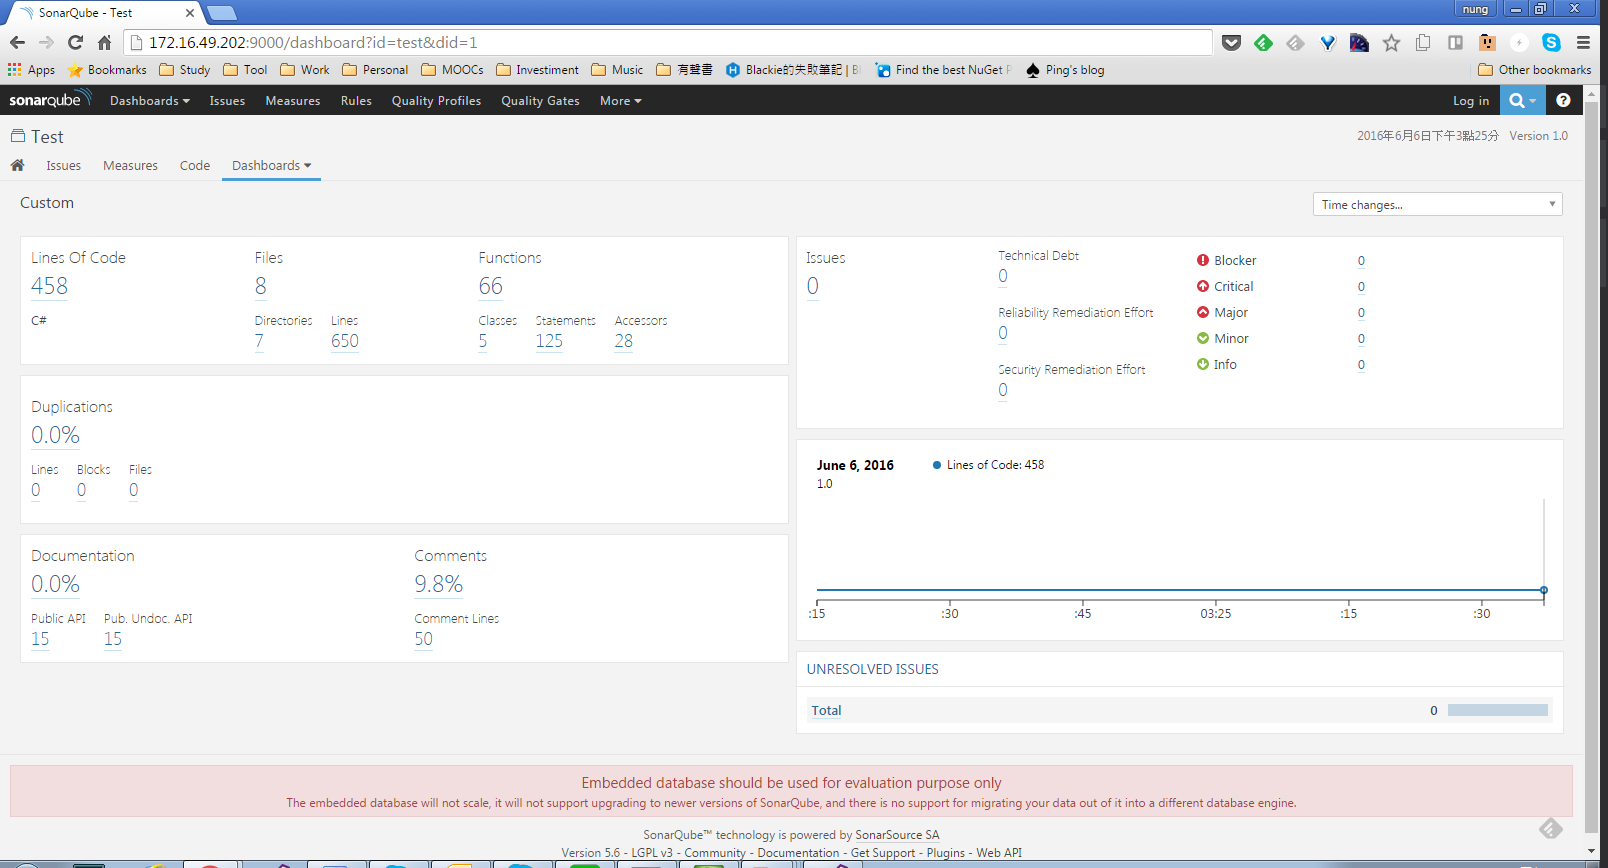 SonarQube - Test
nung
172.16.49.202:9000/dashboard?id=test&did=1
Apps Bookmarks Study Tool Work Personal MOOCs Investiment Music 有聲書 Blackie的失敗筆記 | Bl Find the best NuGet P Ping's blog Other bookmarks
sonarqube Dashboards Issues Measures Rules Quality Profiles Quality Gates More Log in
Test
2016年6月6日下午3點25分 Version 1.0
Issues Measures Code Dashboards
Custom
Time changes...
Lines Of Code Files Functions
458 8 66
C# Directories Lines Classes Statements Accessors
7 650 5 125 28
Duplications
0.0%
Lines Blocks Files
0 0 0
Documentation Comments
0.0% 9.8%
Public API Pub. Undoc. API Comment Lines
15 15 50
Issues
0
Technical Debt
0
Reliability Remediation Effort
0
Security Remediation Effort
0
Blocker 0
Critical 0
Major 0
Minor 0
Info 0
June 6, 2016 Lines of Code: 458
1.0
:15 :30 :45 03:25 :15 :30
UNRESOLVED ISSUES
Total 0
Embedded database should be used for evaluation purpose only
The embedded database will not scale, it will not support upgrading to newer versions of SonarQube, and there is no support for migrating your data out of it into a different database engine.
SonarQube™ technology is powered by SonarSource SA
Version 5.6 - LGPL v3 - Community - Documentation - Get Support - Plugins - Web API